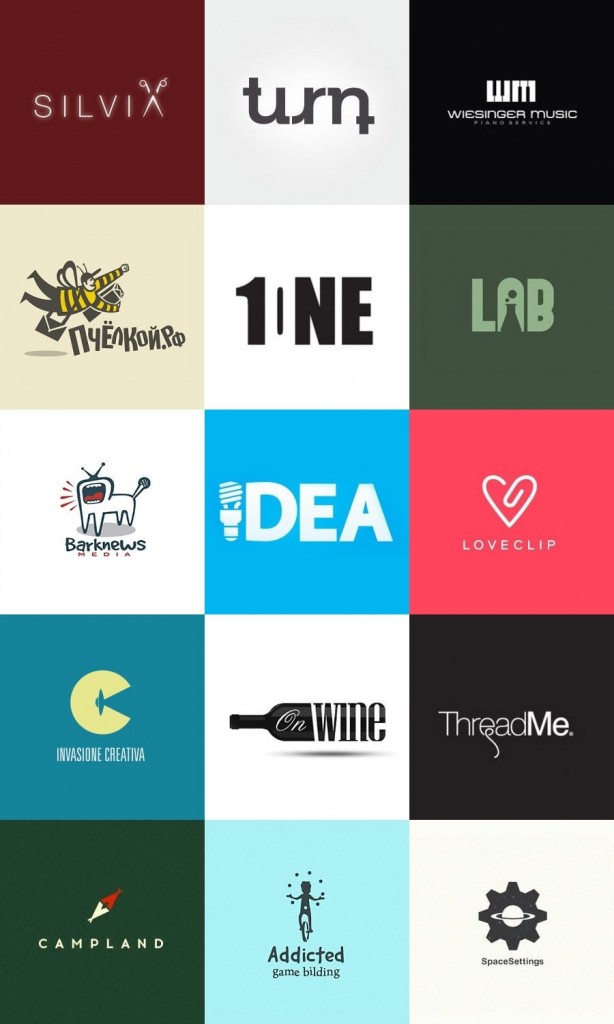 SILVIA
turn
WM
WIESINGER MUSIC
PIANO SERVICE
ПЧЁЛКОЙ.РФ
1ONE
LAB
Barknews
MEDIA
iDEA
LOVECLIP
C
INVASIONE CREATIVA
On WINE
ThreadMe®
CAMPLAND
Addicted
game bilding
SpaceSettings